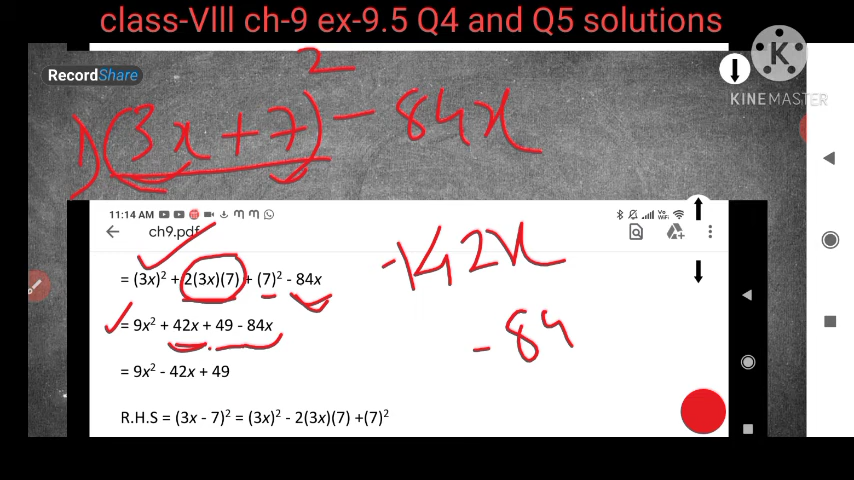 class-VIII ch-9 ex-9.5 Q4 and Q5 solutions
RecordShare
K
KINEMASTER
1) (3x + 7)² - 84x
11:14 AM
ch9.pdf
= (3x)² + 2(3x)(7) + (7)² - 84x
42x
= 9x² + 42x + 49 - 84x
- 84
= 9x² - 42x + 49
R.H.S = (3x - 7)² = (3x)² - 2(3x)(7) +(7)²